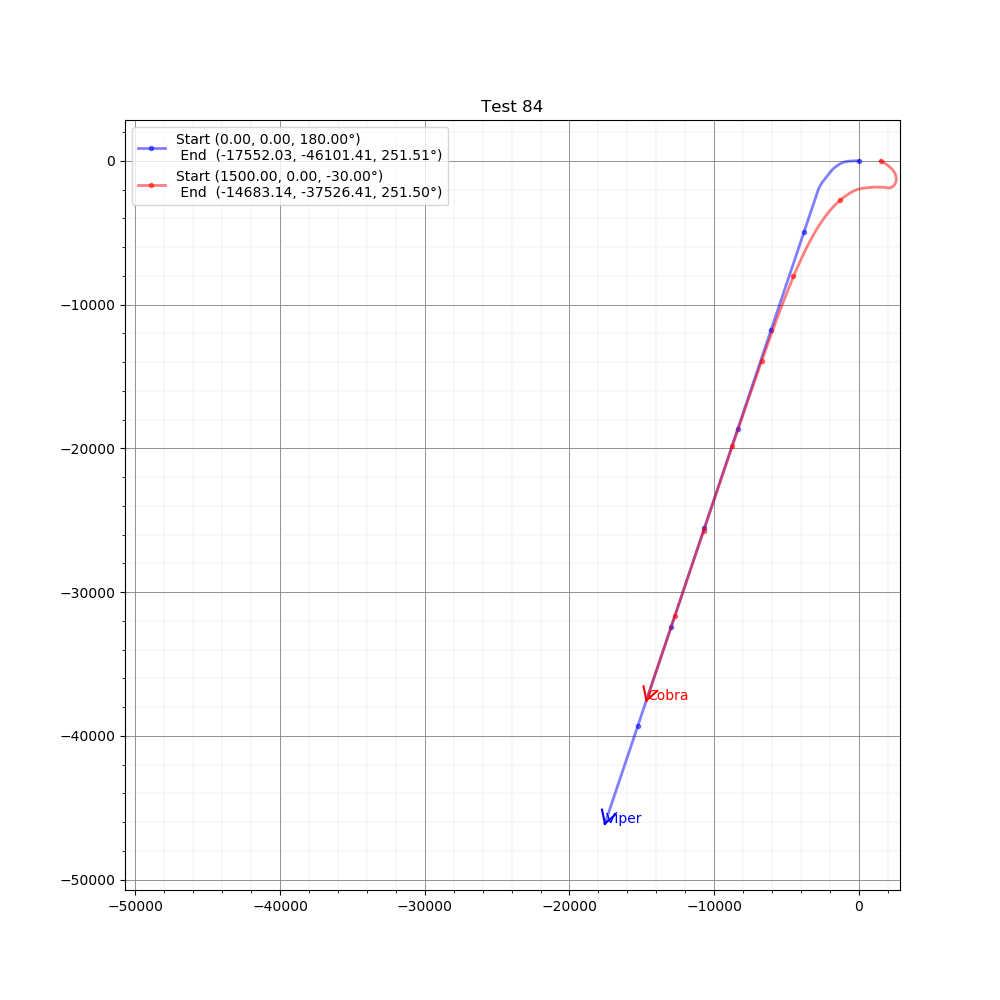 Test 84
Start (0.00, 0.00, 180.00°)
End (-17552.03, -46101.41, 251.51°)
Start (1500.00, 0.00, -30.00°)
End (-14683.14, -37526.41, 251.50°)
0
−10000
−20000
−30000
−40000
−50000
Cobra
Viper
−50000 −40000 −30000 −20000 −10000 0